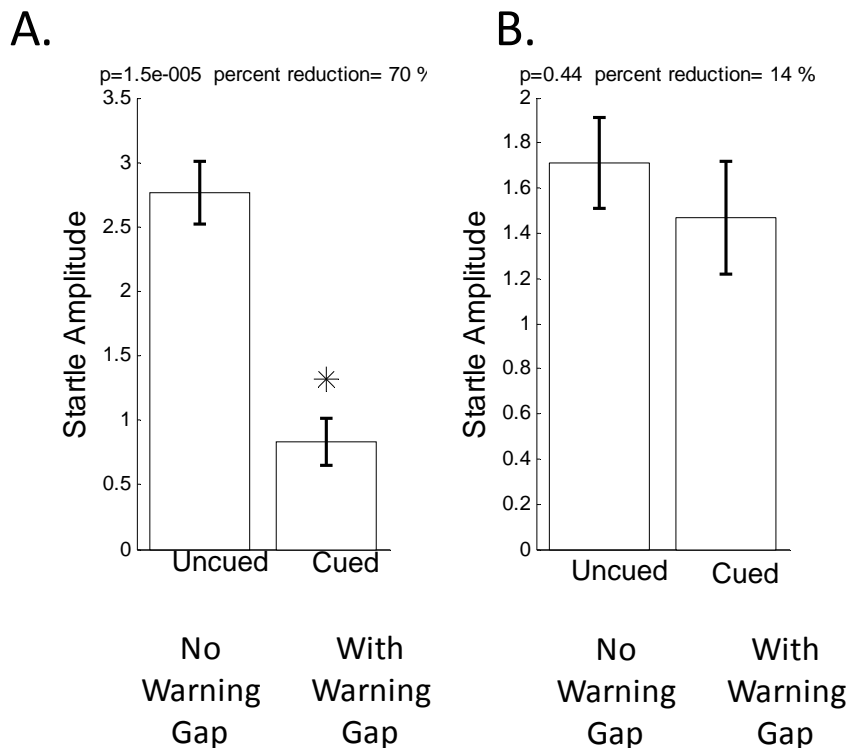 A.
p=1.5e-005 percent reduction= 70 %
3.5
3
2.5
2
1.5
1
0.5
0
Startle Amplitude
Uncued Cued
No Warning Gap
With Warning Gap
B.
p=0.44 percent reduction= 14 %
2
1.8
1.6
1.4
1.2
1
0.8
0.6
0.4
0.2
0
Startle Amplitude
Uncued Cued
No Warning Gap
With Warning Gap